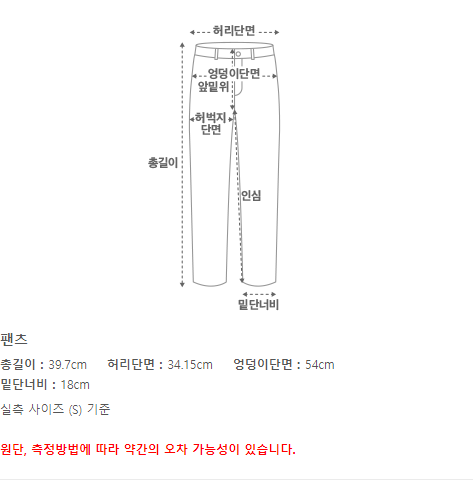 허리단면
엉덩이단면
앞밑위
허벅지
단면
총길이
인심
밑단너비
팬츠
총길이 : 39.7cm 허리단면 : 34.15cm 엉덩이단면 : 54cm
밑단너비 : 18cm
실측 사이즈 (S) 기준
원단, 측정방법에 따라 약간의 오차 가능성이 있습니다.